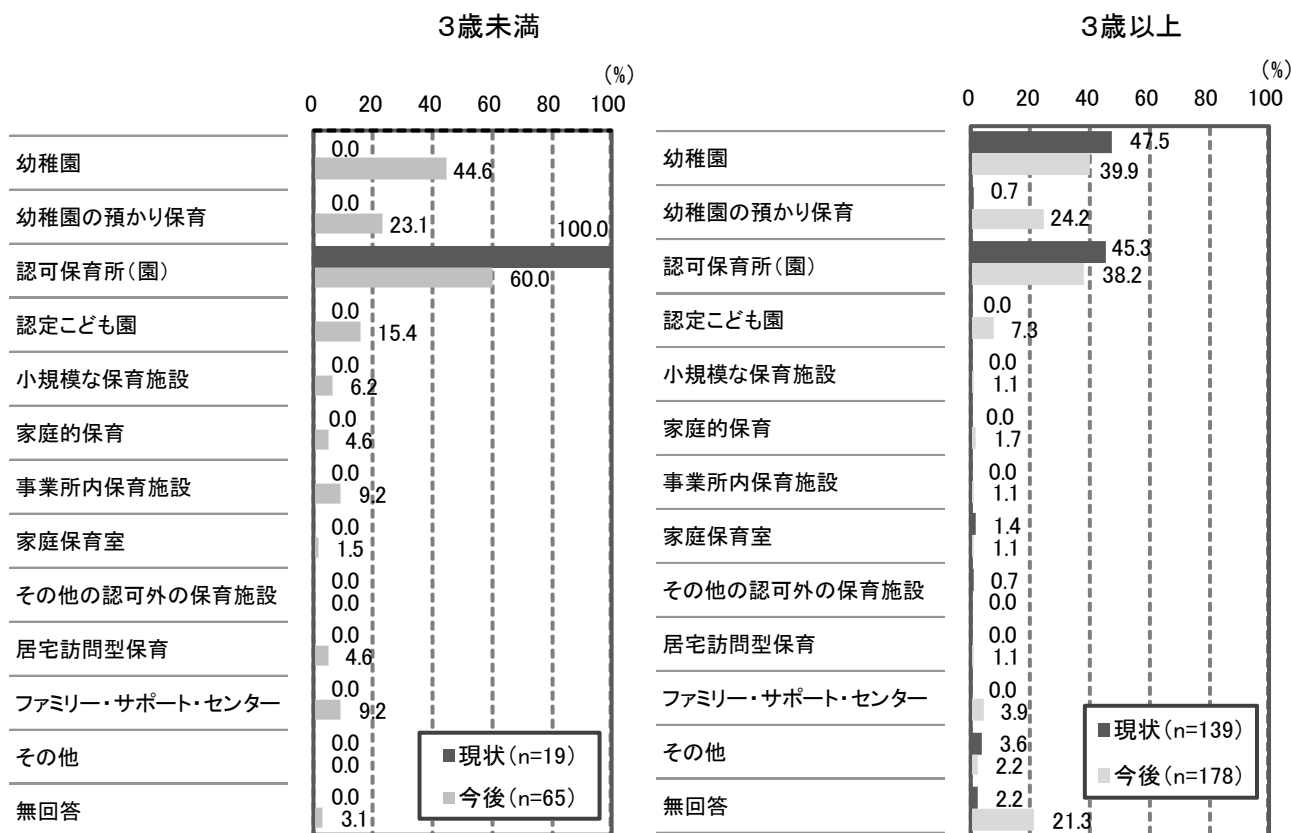 3歳未満
(%)
0 20 40 60 80 100
幼稚園 0.0 44.6
幼稚園の預かり保育 0.0 23.1
認可保育所(園) 100.0 60.0
認定こども園 0.0 15.4
小規模な保育施設 0.0 6.2
家庭的保育 0.0 4.6
事業所内保育施設 0.0 9.2
家庭保育室 0.0 1.5
その他の認可外の保育施設 0.0 0.0
居宅訪問型保育 0.0 4.6
ファミリー・サポート・センター 0.0 9.2
その他 0.0 0.0
無回答 0.0 3.1
現状(n=19)
今後(n=65)
3歳以上
(%)
0 20 40 60 80 100
幼稚園 47.5 39.9
幼稚園の預かり保育 0.7 24.2
認可保育所(園) 45.3 38.2
認定こども園 0.0 7.3
小規模な保育施設 0.0 1.1
家庭的保育 0.0 1.7
事業所内保育施設 0.0 1.1
家庭保育室 1.4 1.1
その他の認可外の保育施設 0.7 0.0
居宅訪問型保育 0.0 1.1
ファミリー・サポート・センター 0.0 3.9
その他 3.6 2.2
無回答 2.2 21.3
現状(n=139)
今後(n=178)